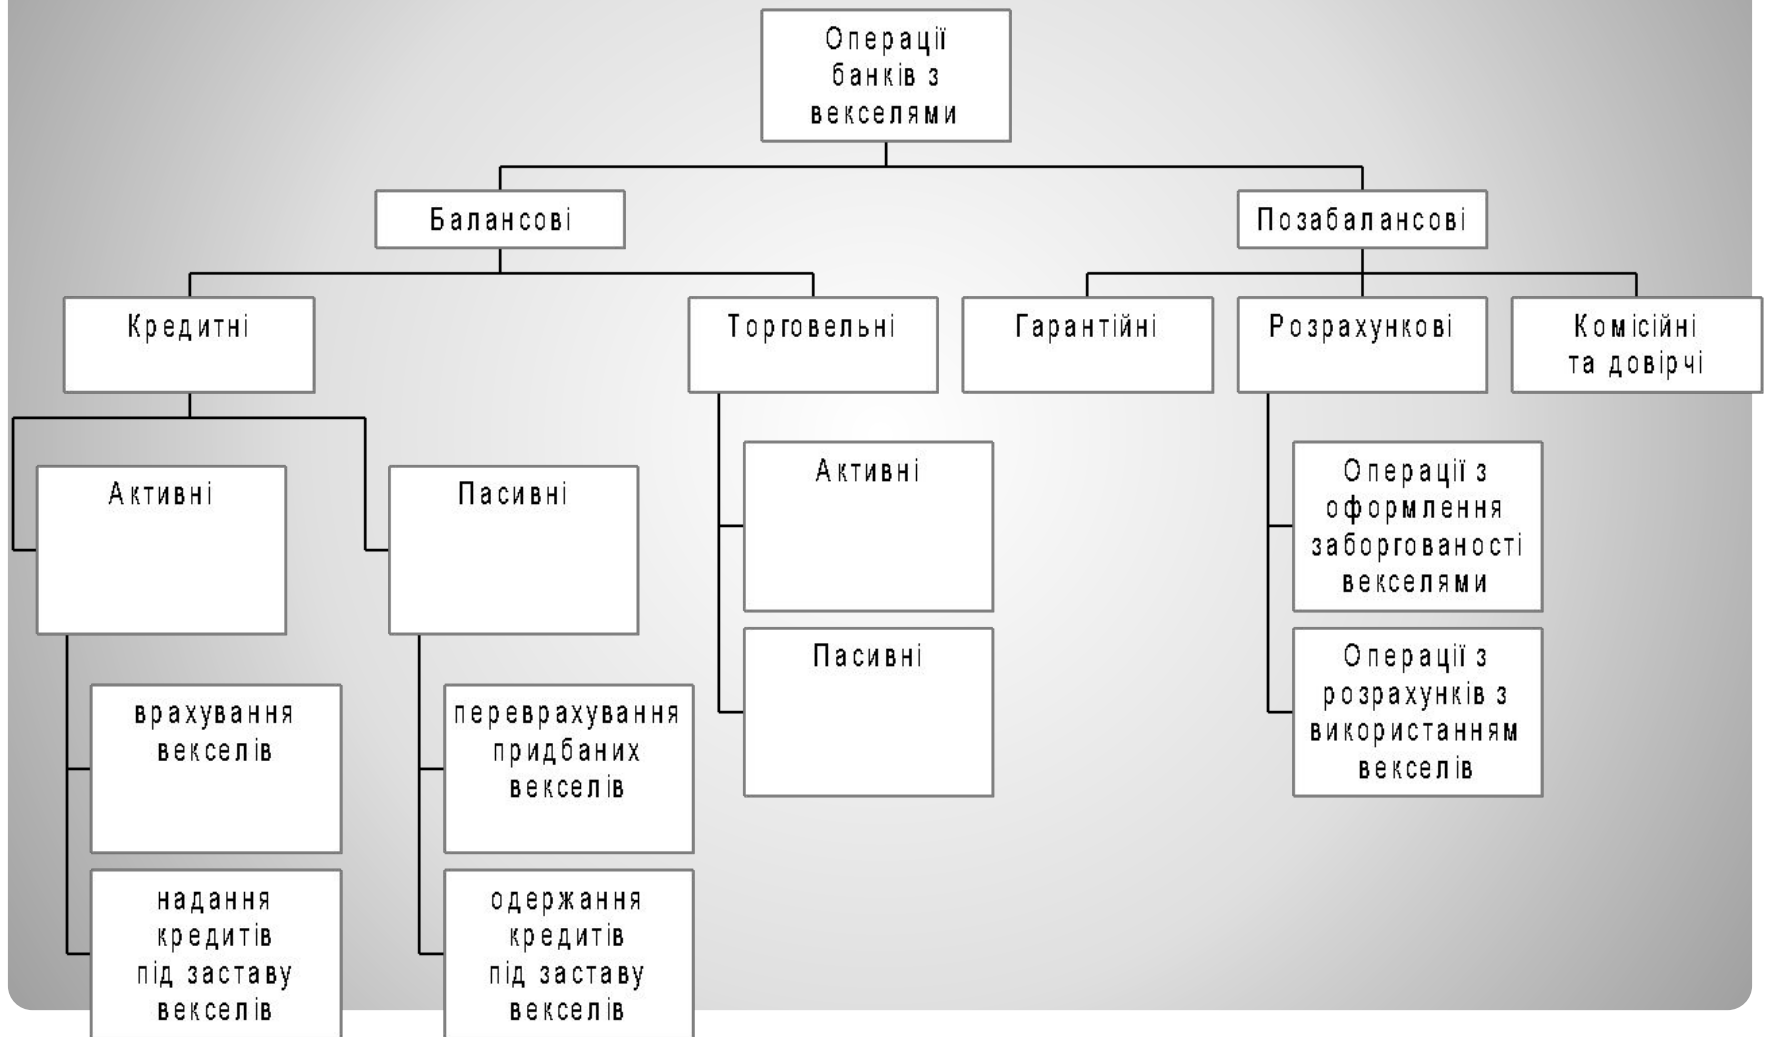 Операції
банків з
векселями
Балансові
Позабалансові
Кредитні
Торговельні
Гарантійні
Розрахункові
Комісійні
та довірчі
Активні
Пасивні
Активні
Пасивні
Операції з
оформлення
заборгованості
векселями
Операції з
розрахунків з
використанням
векселів
врахування
векселів
переврахування
придбаних
векселів
надання
кредитів
під заставу
векселів
одержання
кредитів
під заставу
векселів